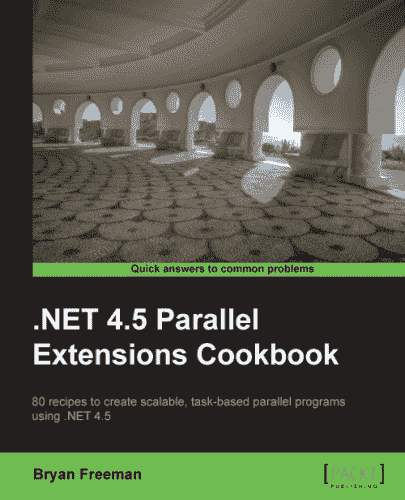 Quick answers to common problems
.NET 4.5 Parallel
Extensions Cookbook
80 recipes to create scalable, task-based parallel programs
using .NET 4.5
Bryan Freeman
[PACKT]
PUBLISHING